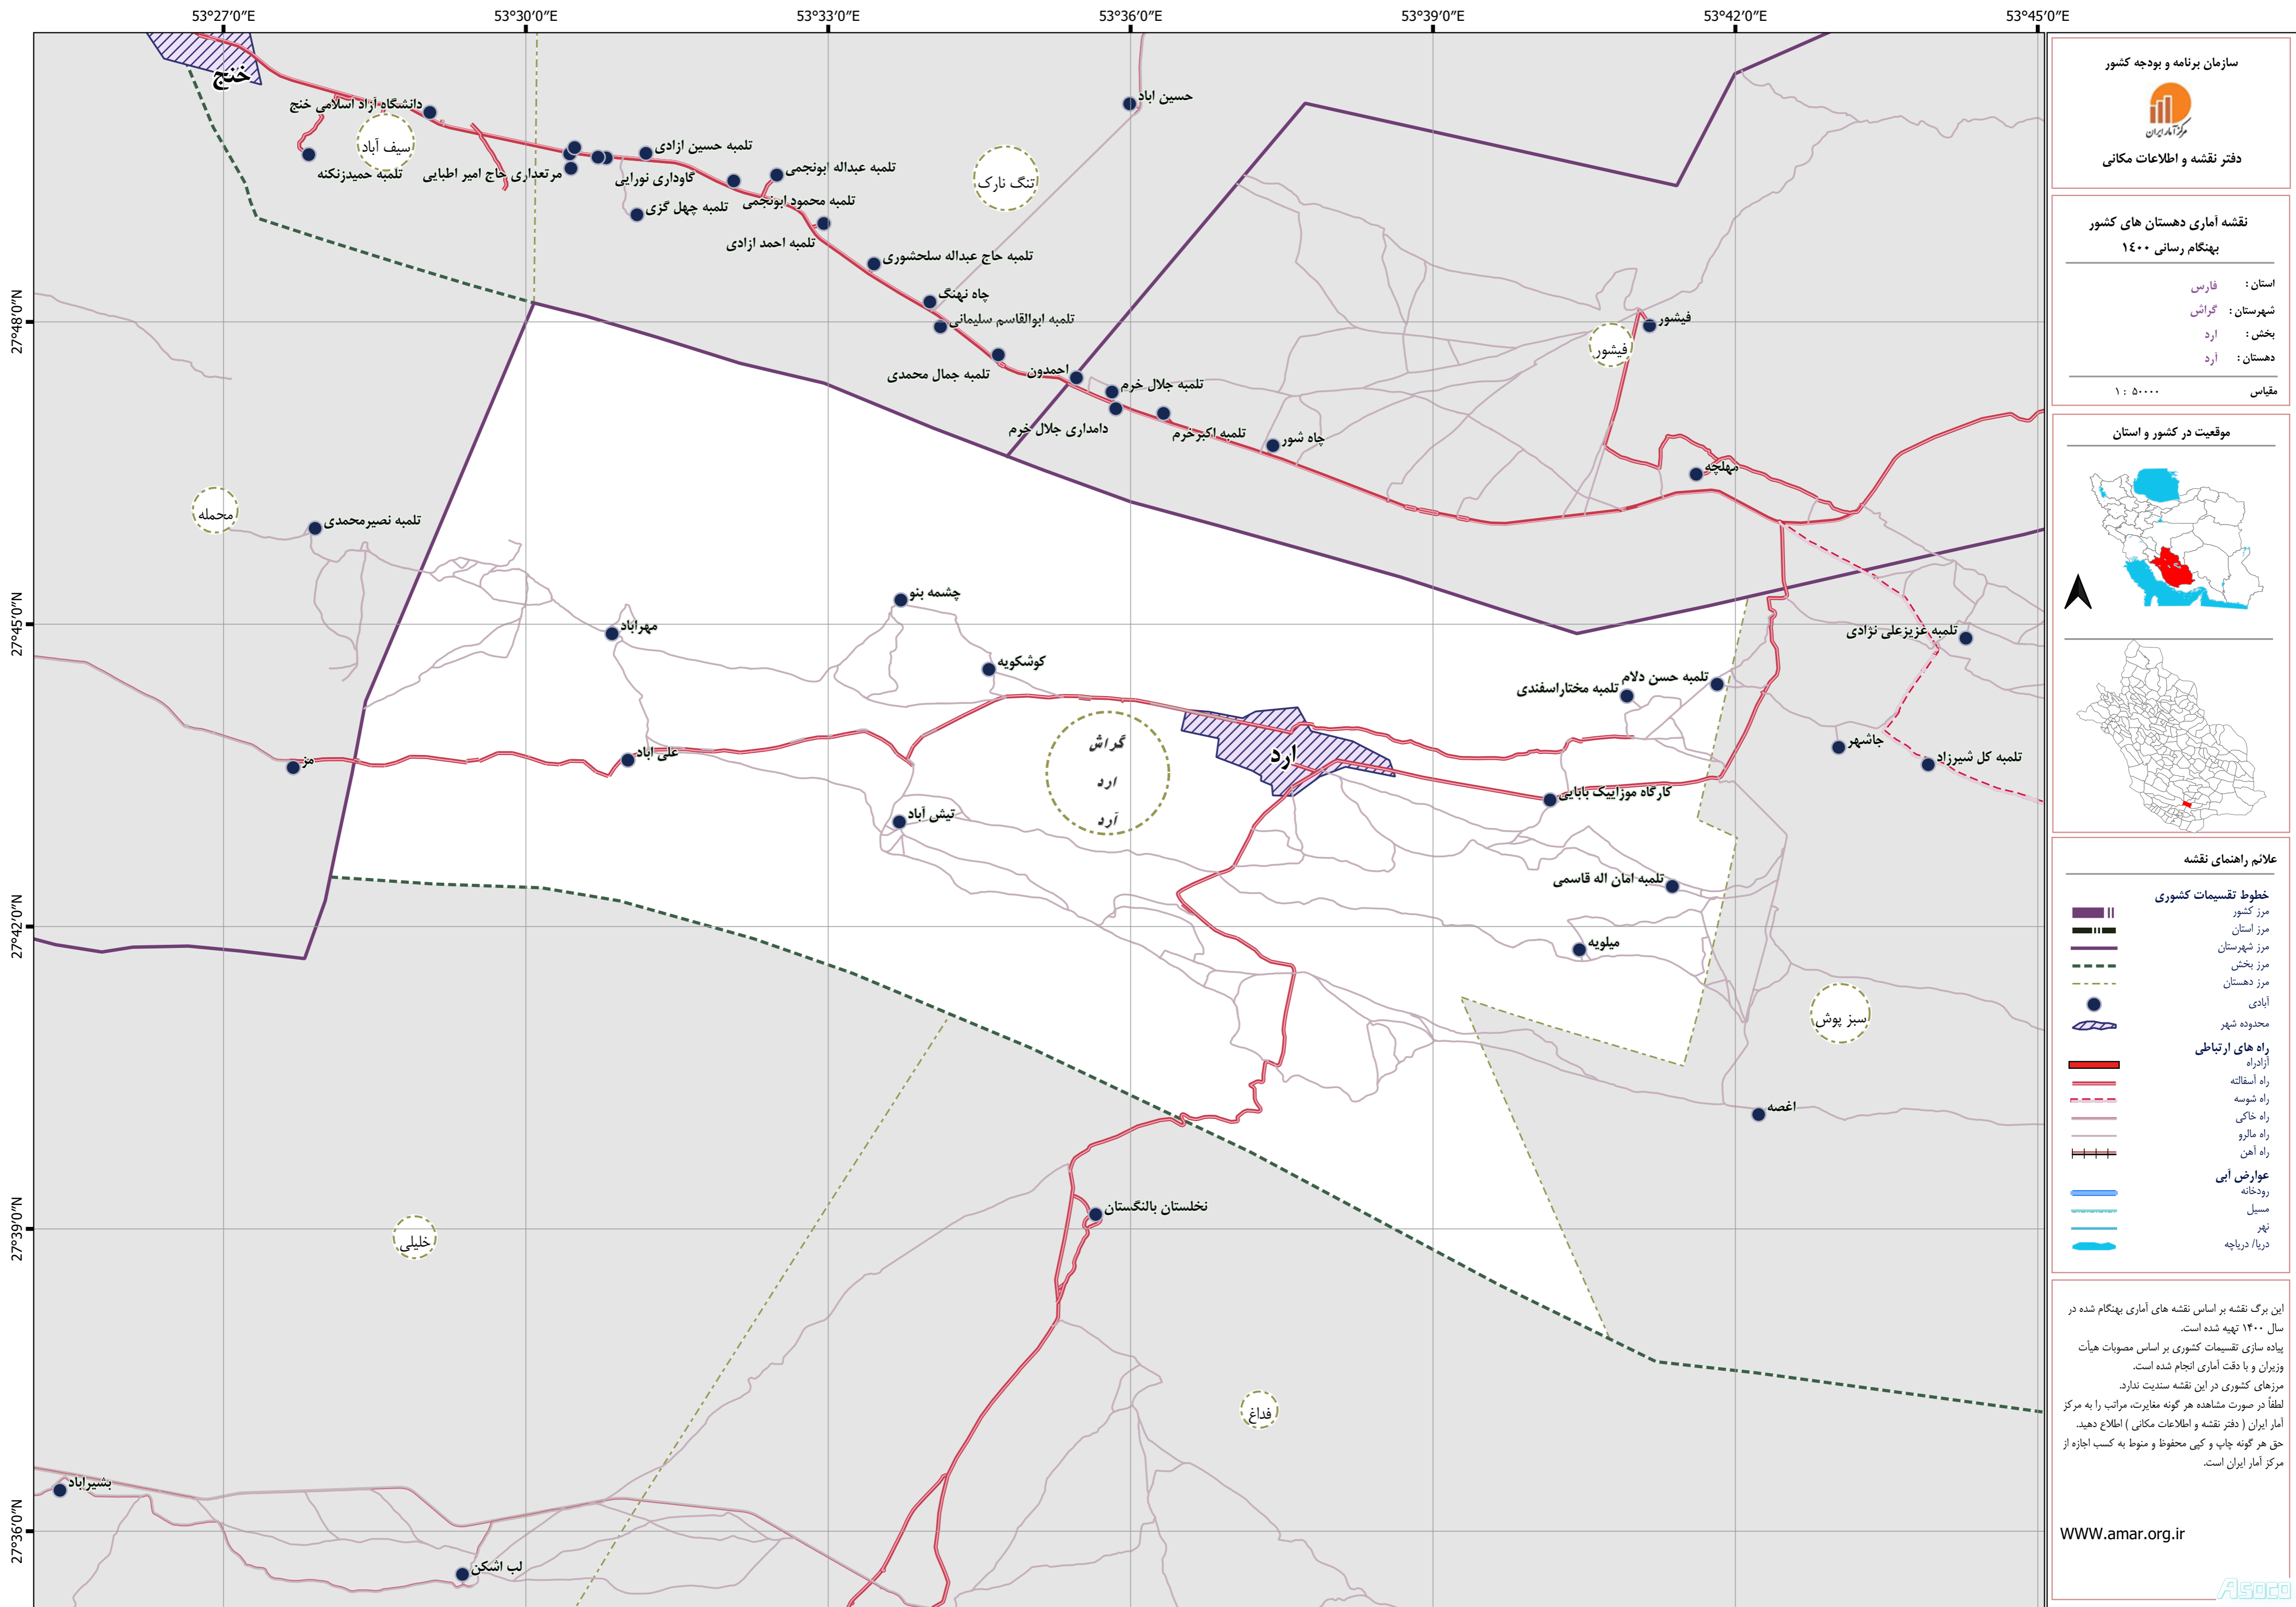 53°27'0"E
53°30'0"E
53°33'0"E
53°36'0"E
53°39'0"E
53°42'0"E
53°45'0"E
27°48'0"N
27°45'0"N
27°42'0"N
27°39'0"N
27°36'0"N
خنج
دانشگاه آزاد اسلامی خنج
سیف آباد
تلمبه حمیدزنکنه
مرتعداری حاج امیر اطبایی
تلمبه حسین ازادی
گاوداری نورایی
تلمبه چهل گزی
تلمبه عبداله ابونجمی
تلمبه محمود ابونجمی
تلمبه احمد ازادی
تلمبه حاج عبداله سلحشوری
چاه نهنگ
تلمبه ابوالقاسم سلیمانی
تلمبه جمال محمدی
حسین اباد
تنگ نارک
احمدون
تلمبه جلال خرم
دامداری جلال خرم
تلمبه اکبرخرم
چاه شور
فیشور
فیشور
مهلچه
محمله
تلمبه نصیرمحمدی
مهراباد
چشمه بنو
کوشکویه
مز
علی اباد
تیش آباد
گراش
ارد
آرد
ارد
تلمبه حسن دلام
تلمبه مختاراسفندی
تلمبه عزیزعلی نژادی
جاشهر
تلمبه کل شیرزاد
کارگاه موزاییک بابایی
تلمبه امان اله قاسمی
میلویه
سبز پوش
اغصه
نخلستان بالنگستان
خلیلی
فداغ
بشیراباد
لب اشکن
سازمان برنامه و بودجه کشور
مرکز آمار ایران
دفتر نقشه و اطلاعات مکانی
نقشه آماری دهستان های کشور
بهنگام رسانی ١٤٠٠
استان : فارس
شهرستان : گراش
بخش : ارد
دهستان : آرد
مقیاس ۱ : ۵۰۰۰۰
موقعیت در کشور و استان
علائم راهنمای نقشه
خطوط تقسیمات کشوری
مرز کشور
مرز استان
مرز شهرستان
مرز بخش
مرز دهستان
آبادی
محدوده شهر
راه های ارتباطی
آزادراه
راه آسفالته
راه شوسه
راه خاکی
راه مالرو
راه آهن
عوارض آبی
رودخانه
مسیل
نهر
دریا/ دریاچه
این برگ نقشه بر اساس نقشه های آماری بهنگام شده در
سال ۱۴۰۰ تهیه شده است.
پیاده سازی تقسیمات کشوری بر اساس مصوبات هیأت
وزیران و با دقت آماری انجام شده است.
مرزهای کشوری در این نقشه سندیت ندارد.
لطفاً در صورت مشاهده هر گونه مغایرت، مراتب را به مرکز
آمار ایران ( دفتر نقشه و اطلاعات مکانی ) اطلاع دهید.
حق هر گونه چاپ و کپی محفوظ و منوط به کسب اجازه از
مرکز آمار ایران است.
WWW.amar.org.ir
Asoco